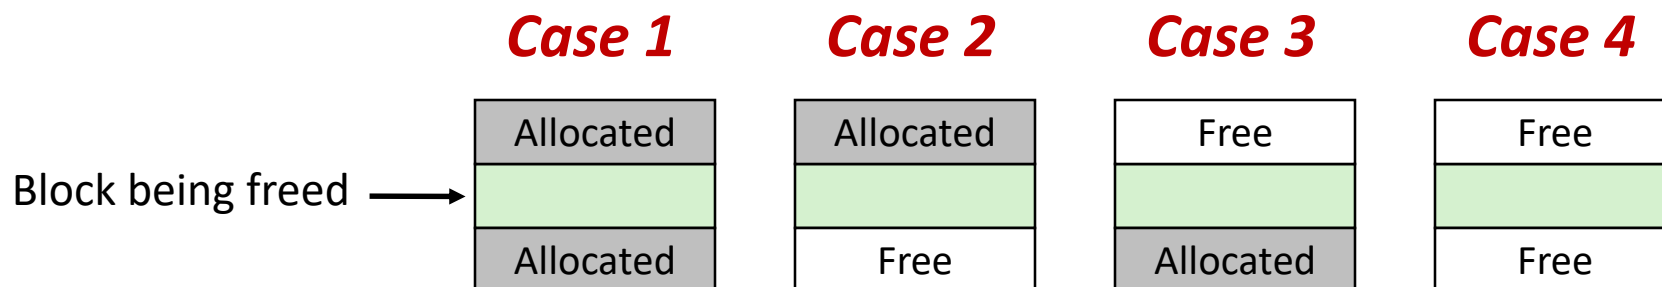 Case 1 Case 2 Case 3 Case 4
Allocated Allocated Free Free
Block being freed
Allocated Free Allocated Free